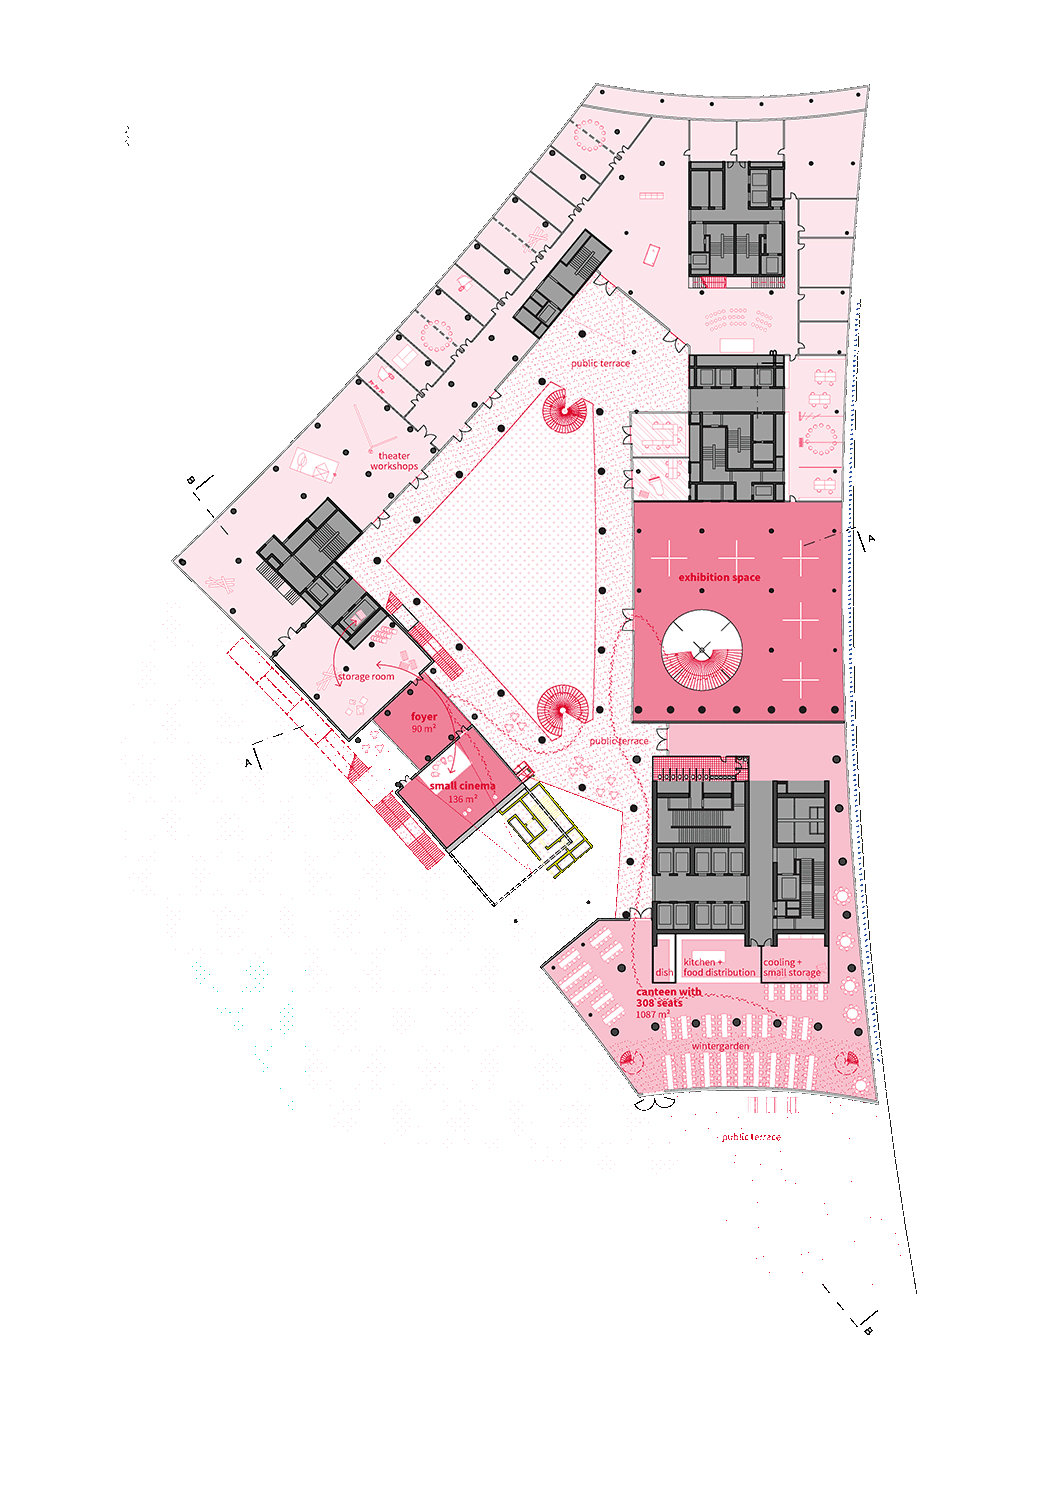 public terrace
theater
workshops
B
A
exhibition space
storage room
foyer
90 m²
public terrace
A
small cinema
136 m²
dish
kitchen +
food distribution
cooling +
small storage
canteen with
308 seats
1087 m²
wintergarden
public terrace
B